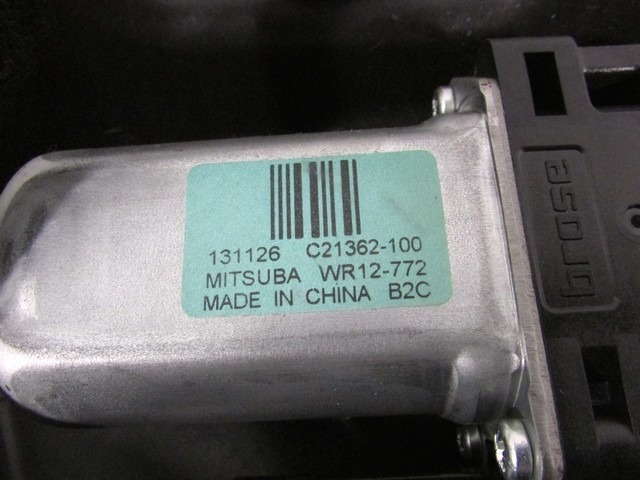 131126 C21362-100
MITSUBA WR12-772
MADE IN CHINA B2C
brose